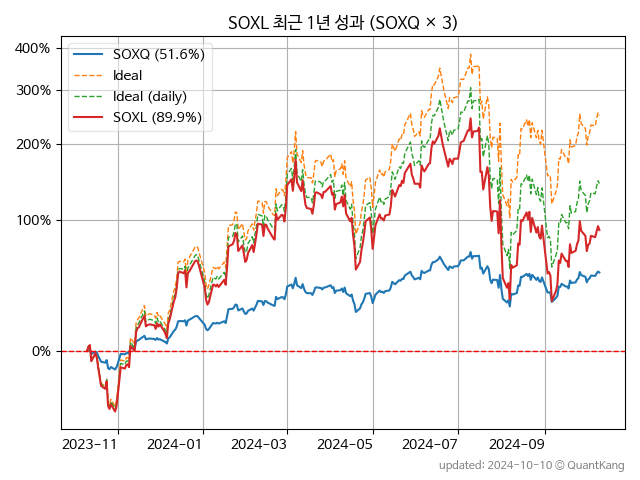 SOXL 최근 1년 성과 (SOXQ × 3)
400%
300%
200%
100%
0%
SOXQ (51.6%)
Ideal
Ideal (daily)
SOXL (89.9%)
2023-11
2024-01
2024-03
2024-05
2024-07
2024-09
updated: 2024-10-10 © QuantKang